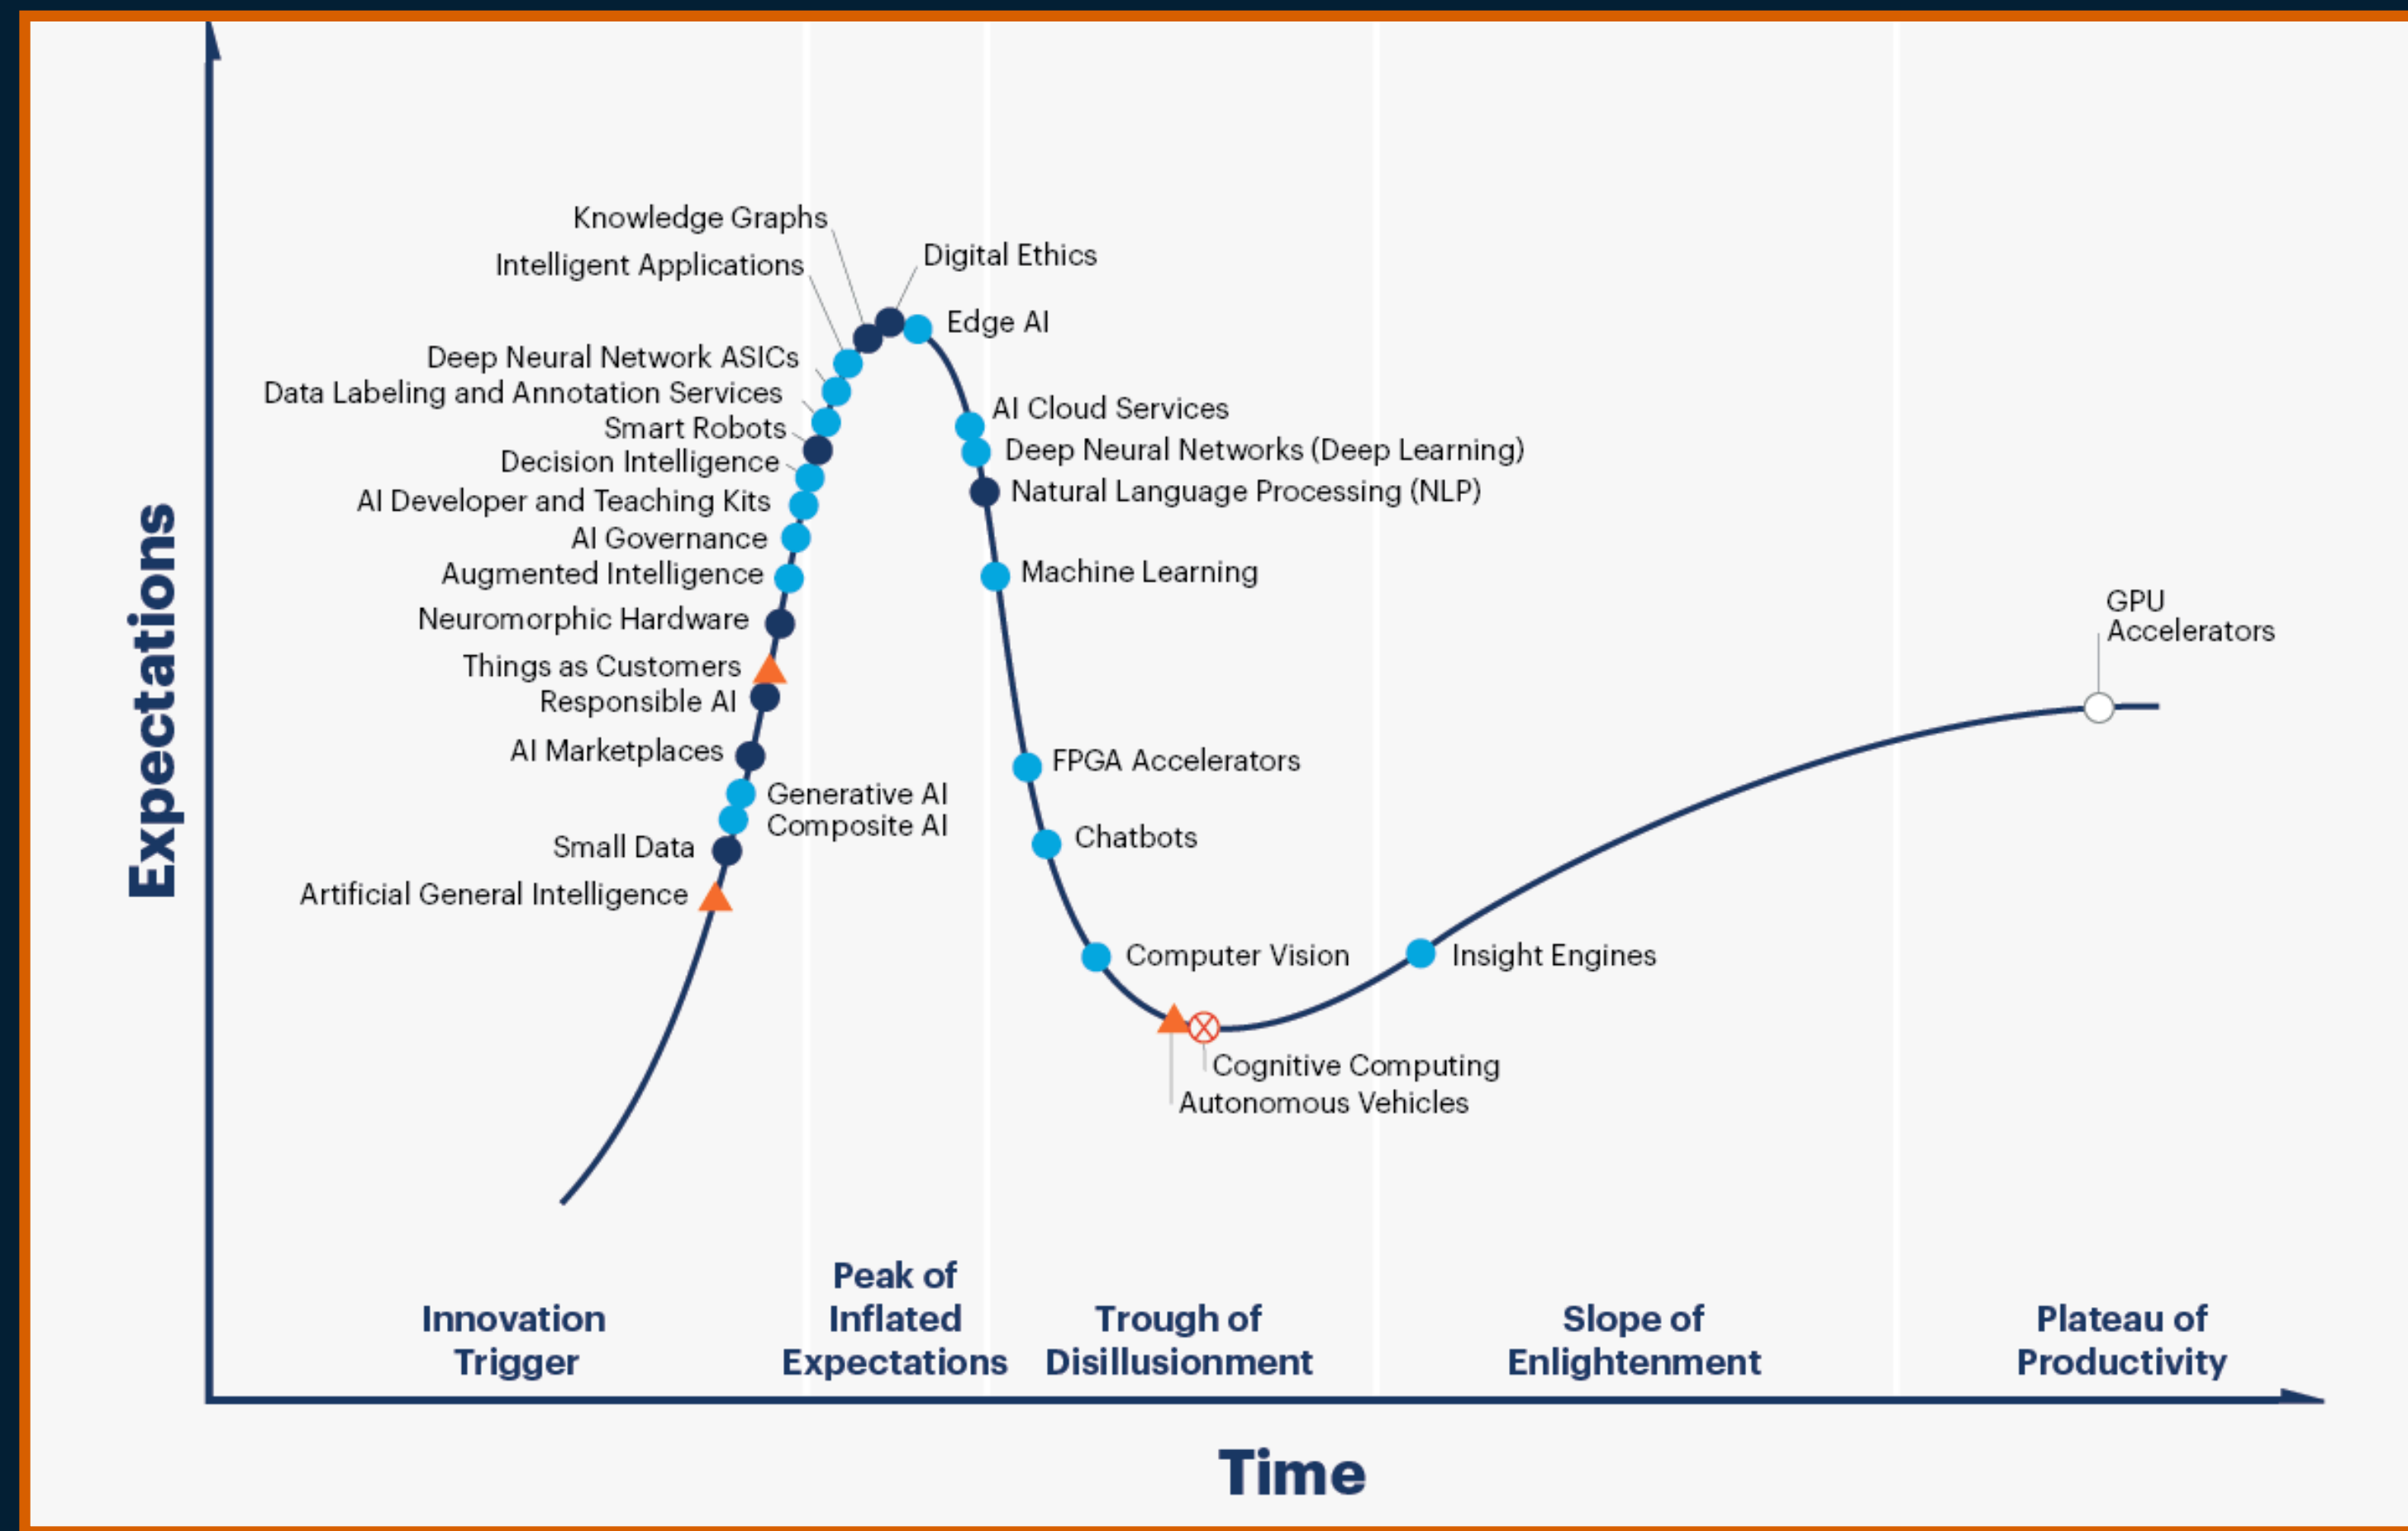 Knowledge Graphs
Digital Ethics
Intelligent Applications
Edge AI
Deep Neural Network ASICs
Data Labeling and Annotation Services
AI Cloud Services
Smart Robots
Deep Neural Networks (Deep Learning)
Decision Intelligence
Natural Language Processing (NLP)
AI Developer and Teaching Kits
AI Governance
Augmented Intelligence
Machine Learning
Neuromorphic Hardware
GPU
Accelerators
Things as Customers
Responsible AI
AI Marketplaces
FPGA Accelerators
Generative AI
Composite AI
Chatbots
Small Data
Artificial General Intelligence
Computer Vision
Insight Engines
Cognitive Computing
Autonomous Vehicles
Expectations
Innovation
Trigger
Peak of
Inflated
Expectations
Trough of
Disillusionment
Slope of
Enlightenment
Plateau of
Productivity
Time